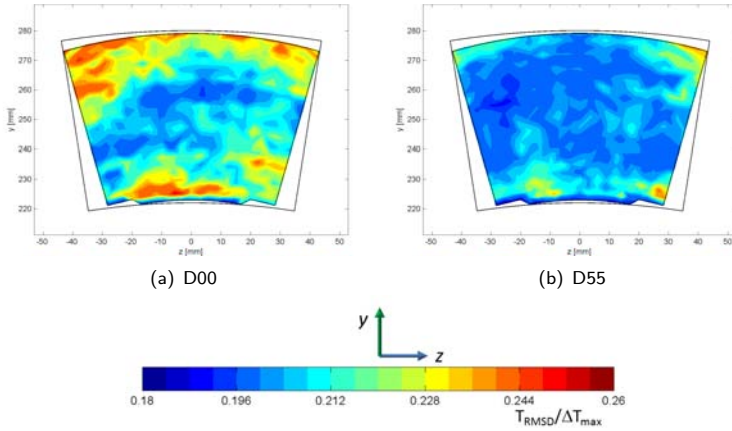 280
270
260
250
240
230
220
y [mm]
-50 -40 -30 -20 -10 0 10 20 30 40 50
z [mm]
(a) D00
280
270
260
250
240
230
220
y [mm]
-50 -40 -30 -20 -10 0 10 20 30 40 50
z [mm]
(b) D55
y
z
0.18 0.196 0.212 0.228 0.244 0.26
T_RMSD/ΔT_max